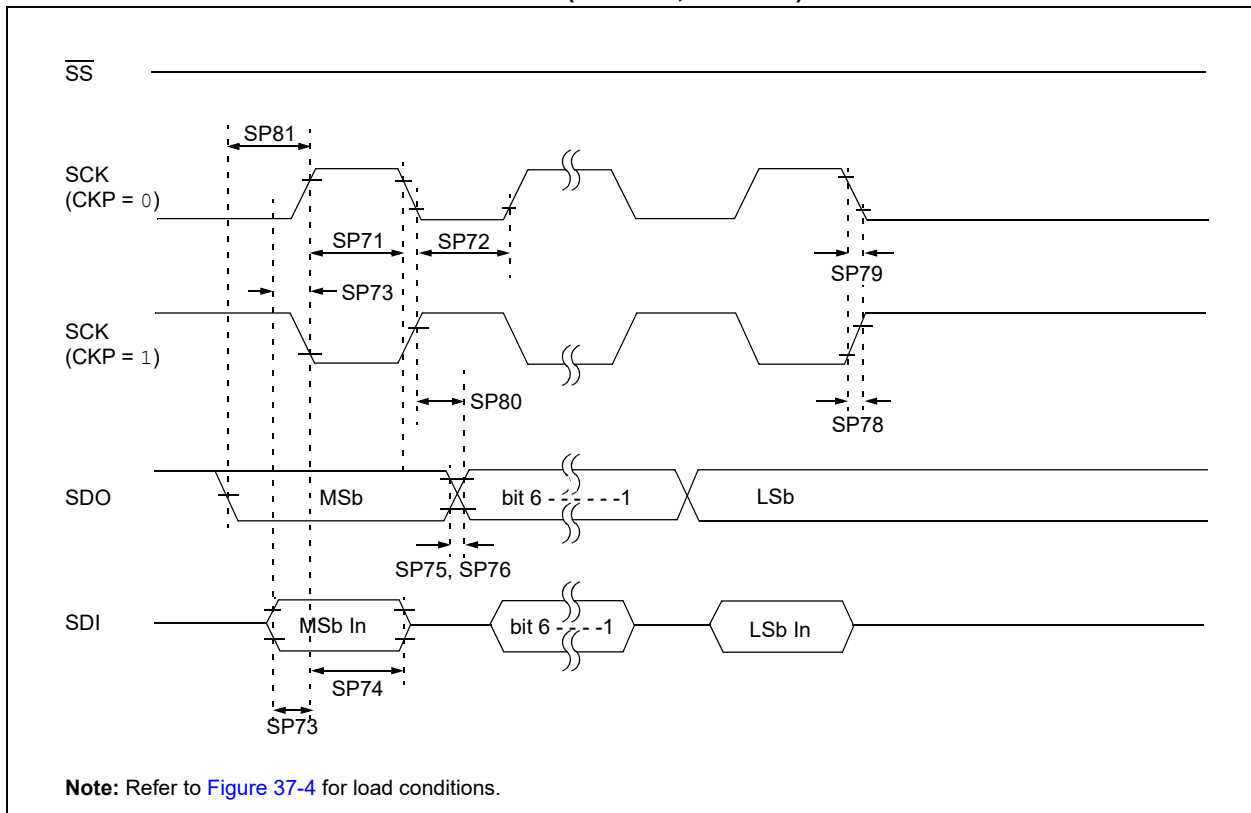 SS
SP81
SCK
(CKP = 0)
SP71
SP72
SP79
SP73
SCK
(CKP = 1)
SP80
SP78
SDO
MSb
bit 6 - - - - - - -1
LSb
SP75, SP76
SDI
MSb In
bit 6 - - - - -1
LSb In
SP74
SP73
Note: Refer to Figure 37-4 for load conditions.